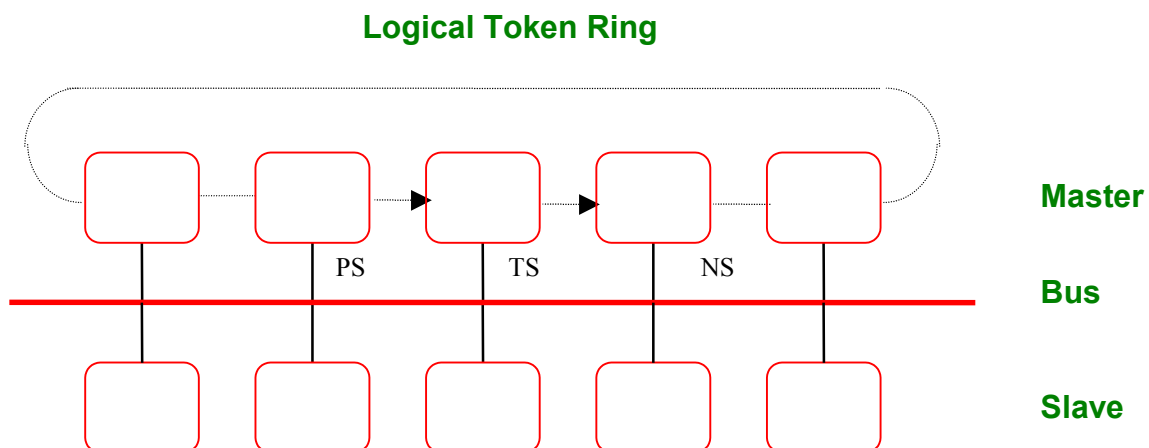 Logical Token Ring
Master
PS TS NS
Bus
Slave